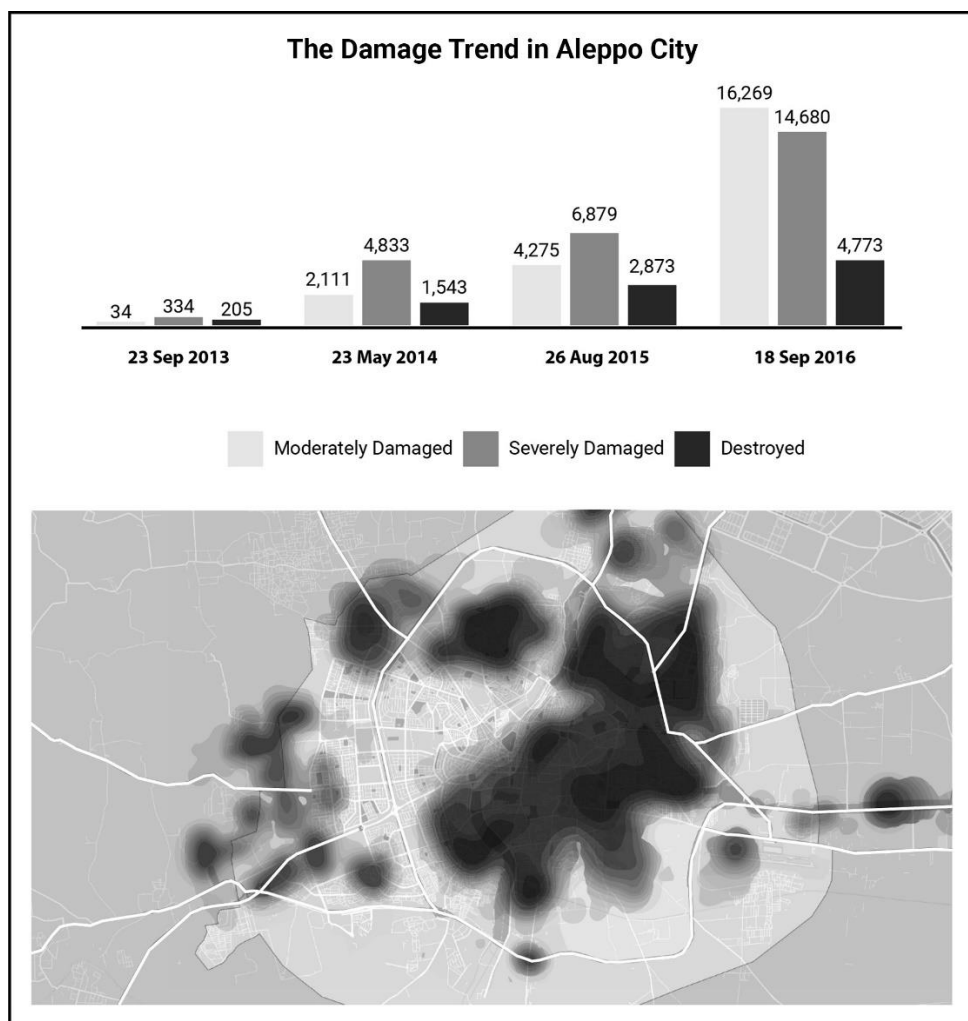 The Damage Trend in Aleppo City
16,269
14,680
6,879
4,833
4,275
4,773
2,873
2,111
1,543
34
334
205
23 Sep 2013
23 May 2014
26 Aug 2015
18 Sep 2016
Moderately Damaged
Severely Damaged
Destroyed